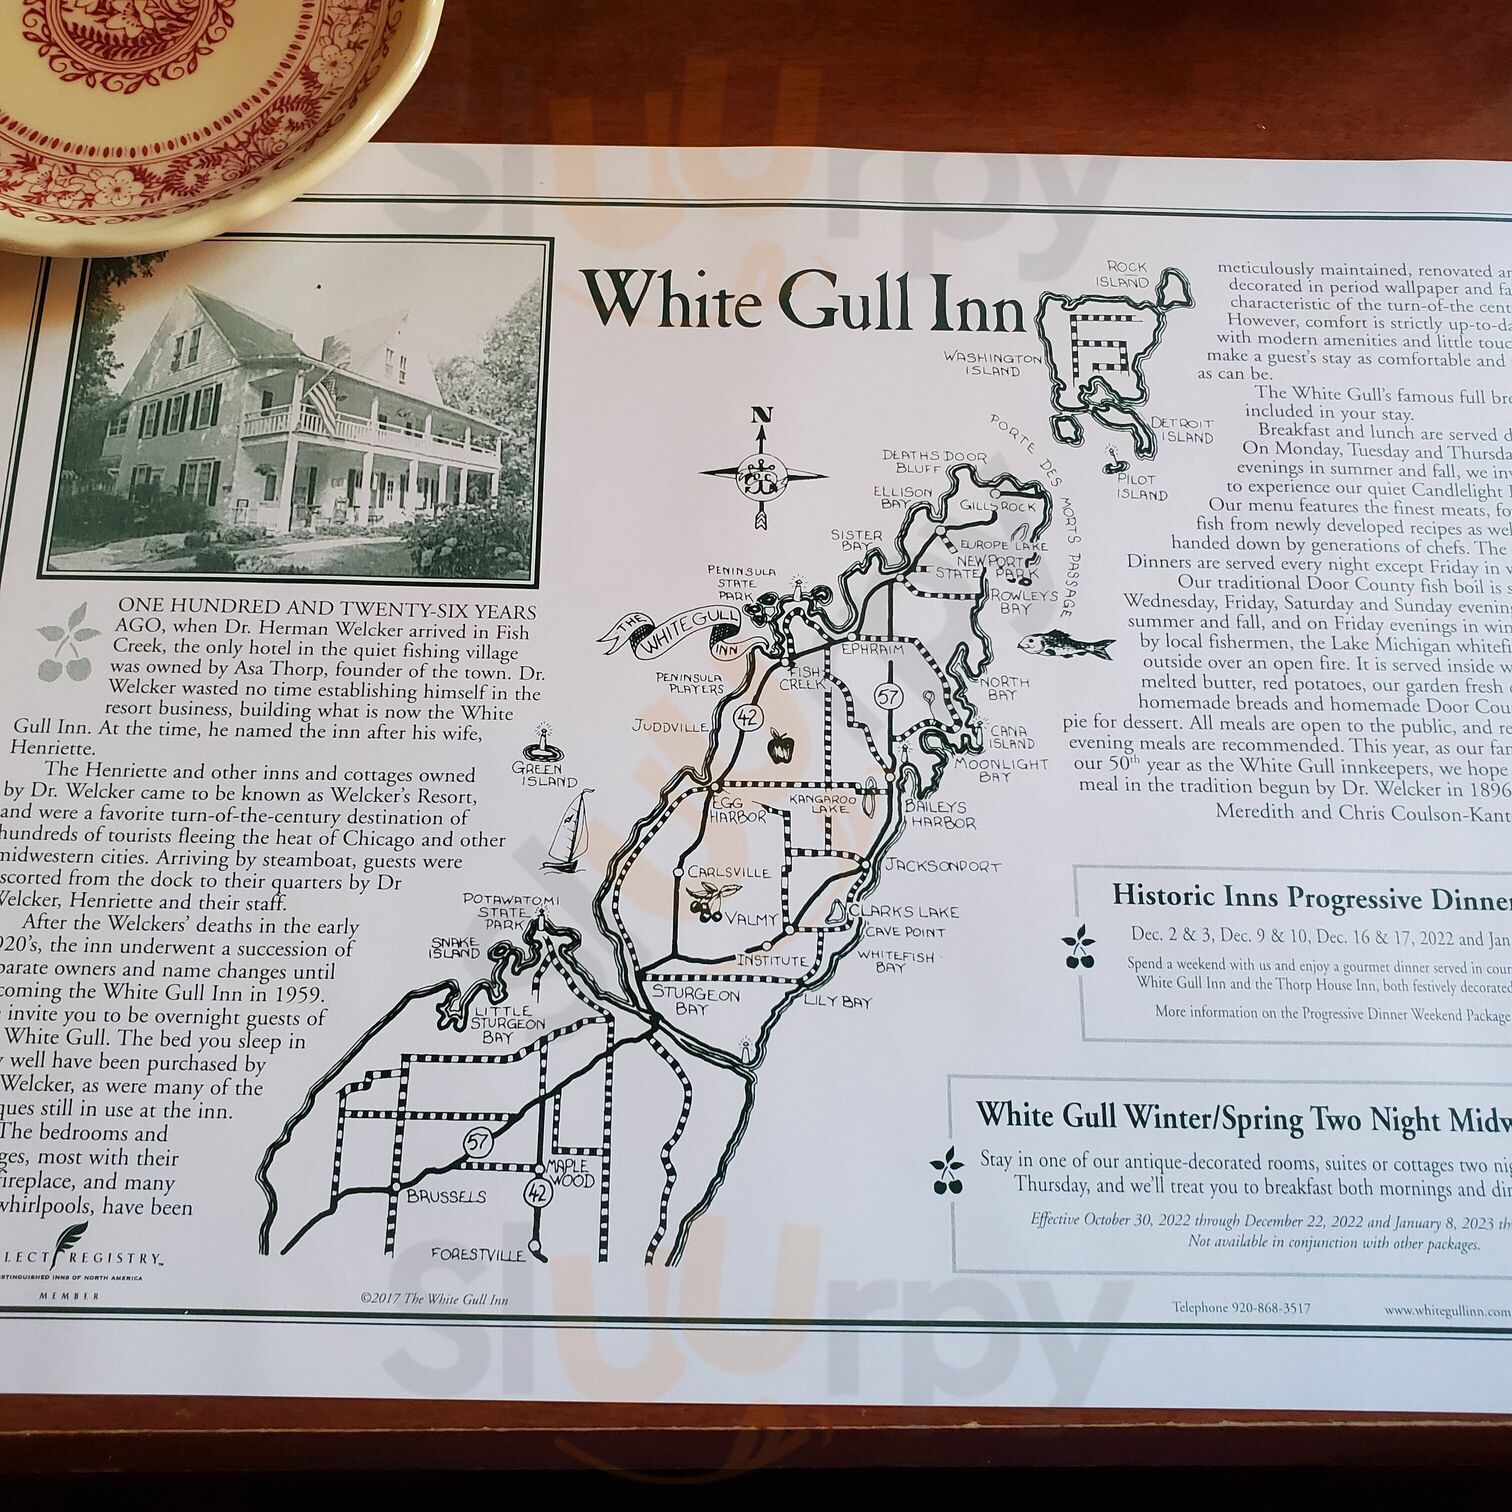 White Gull Inn
ONE HUNDRED AND TWENTY-SIX YEARS
AGO, when Dr. Herman Welcker arrived in Fish
Creek, the only hotel in the quiet fishing village
was owned by Asa Thorp, founder of the town. Dr.
Welcker wasted no time establishing himself in the
resort business, building what is now the White
Gull Inn. At the time, he named the inn after his wife,
Henriette.
The Henriette and other inns and cottages owned
by Dr. Welcker came to be known as Welcker's Resort,
and were a favorite turn-of-the-century destination of
hundreds of tourists fleeing the heat of Chicago and other
midwestern cities. Arriving by steamboat, guests were
scorted from the dock to their quarters by Dr
Welcker, Henriette and their staff.
After the Welckers' deaths in the early
920's, the inn underwent a succession of
parate owners and name changes until
coming the White Gull Inn in 1959.
invite you to be overnight guests of
White Gull. The bed you sleep in
y well have been purchased by
Welcker, as were many of the
ques still in use at the inn.
The bedrooms and
ges, most with their
fireplace, and many
whirlpools, have been
LECT REGISTRY
STINGUISHED INNS OF NORTH AMERICA
MEMBER
©2017 The White Gull Inn
N
ROCK
ISLAND
WASHINGTON
ISLAND
DETROIT
ISLAND
PILOT
ISLAND
PORTE DES MORTS PASSAGE
DEATHS DOOR
BLUFF
ELLISON
BAY
GILLS ROCK
SISTER
BAY
EUROPE LAKE
NEWPORT
STATE PARK
ROWLEYS
BAY
PENINSULA
STATE
PARK
THE
WHITE GULL
INN
EPHRAIM
FISH
CREEK
PENINSULA
PLAYERS
NORTH
BAY
57
42
JUDDVILLE
CANA
ISLAND
MOONLIGHT
BAY
GREEN
ISLAND
EGG
HARBOR
KANGAROO
LAKE
BAILEYS
HARBOR
CARLSVILLE
JACKSONPORT
POTAWATOMI
STATE
PARK
VALMY
CLARKS LAKE
CAVE POINT
SNAKE
ISLAND
INSTITUTE
WHITEFISH
BAY
STURGEON
BAY
LILY BAY
LITTLE
STURGEON
BAY
57
MAPLE
WOOD
42
BRUSSELS
FORESTVILLE
meticulously maintained, renovated an
decorated in period wallpaper and fa
characteristic of the turn-of-the cent
However, comfort is strictly up-to-da
with modern amenities and little touc
make a guest's stay as comfortable and
as can be.
The White Gull's famous full bre
included in your stay.
Breakfast and lunch are served d
On Monday, Tuesday and Thursda
evenings in summer and fall, we inv
to experience our quiet Candlelight
Our menu features the finest meats, fo
fish from newly developed recipes as wel
handed down by generations of chefs. The
Dinners are served every night except Friday in w
Our traditional Door County fish boil is s
Wednesday, Friday, Saturday and Sunday evenin
summer and fall, and on Friday evenings in win
by local fishermen, the Lake Michigan whitefi
outside over an open fire. It is served inside w
melted butter, red potatoes, our garden fresh
homemade breads and homemade Door Cou
pie for dessert. All meals are open to the public, and re
evening meals are recommended. This year, as our fam
our 50th year as the White Gull innkeepers, we hope
meal in the tradition begun by Dr. Welcker in 1896
Meredith and Chris Coulson-Kant
Historic Inns Progressive Dinner
Dec. 2 & 3, Dec. 9 & 10, Dec. 16 & 17, 2022 and Jan
Spend a weekend with us and enjoy a gourmet dinner served in cour
White Gull Inn and the Thorp House Inn, both festively decorated
More information on the Progressive Dinner Weekend Package
White Gull Winter/Spring Two Night Midw
Stay in one of our antique-decorated rooms, suites or cottages two nig
Thursday, and we'll treat you to breakfast both mornings and din
Effective October 30, 2022 through December 22, 2022 and January 8, 2023 th
Not available in conjunction with other packages.
Telephone 920-868-3517
www.whitegullinn.com
sluurpy
sluurpy
sluurpy